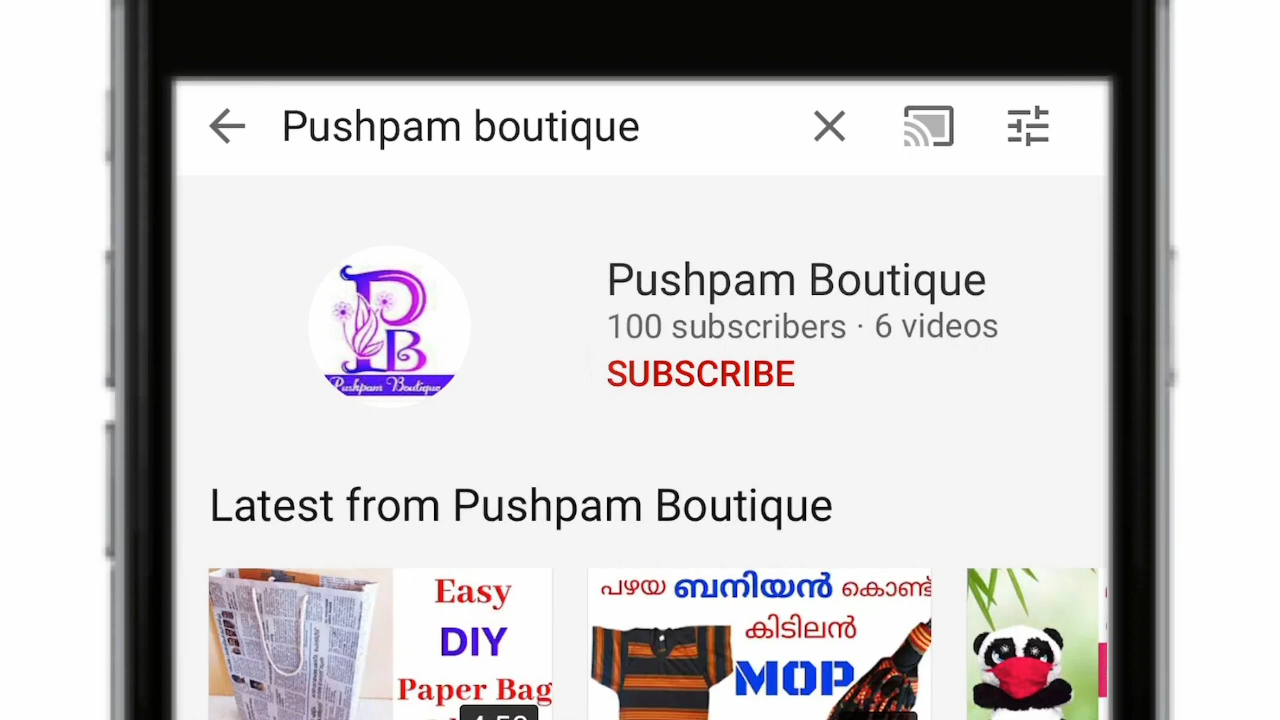 Pushpam boutique
Pushpam Boutique
100 subscribers · 6 videos
SUBSCRIBE
PB
Pushpam Boutique
Latest from Pushpam Boutique
Easy
DIY
Paper Bag
പഴയ ബനിയൻ കൊണ്ട്
കിടിലൻ
MOP